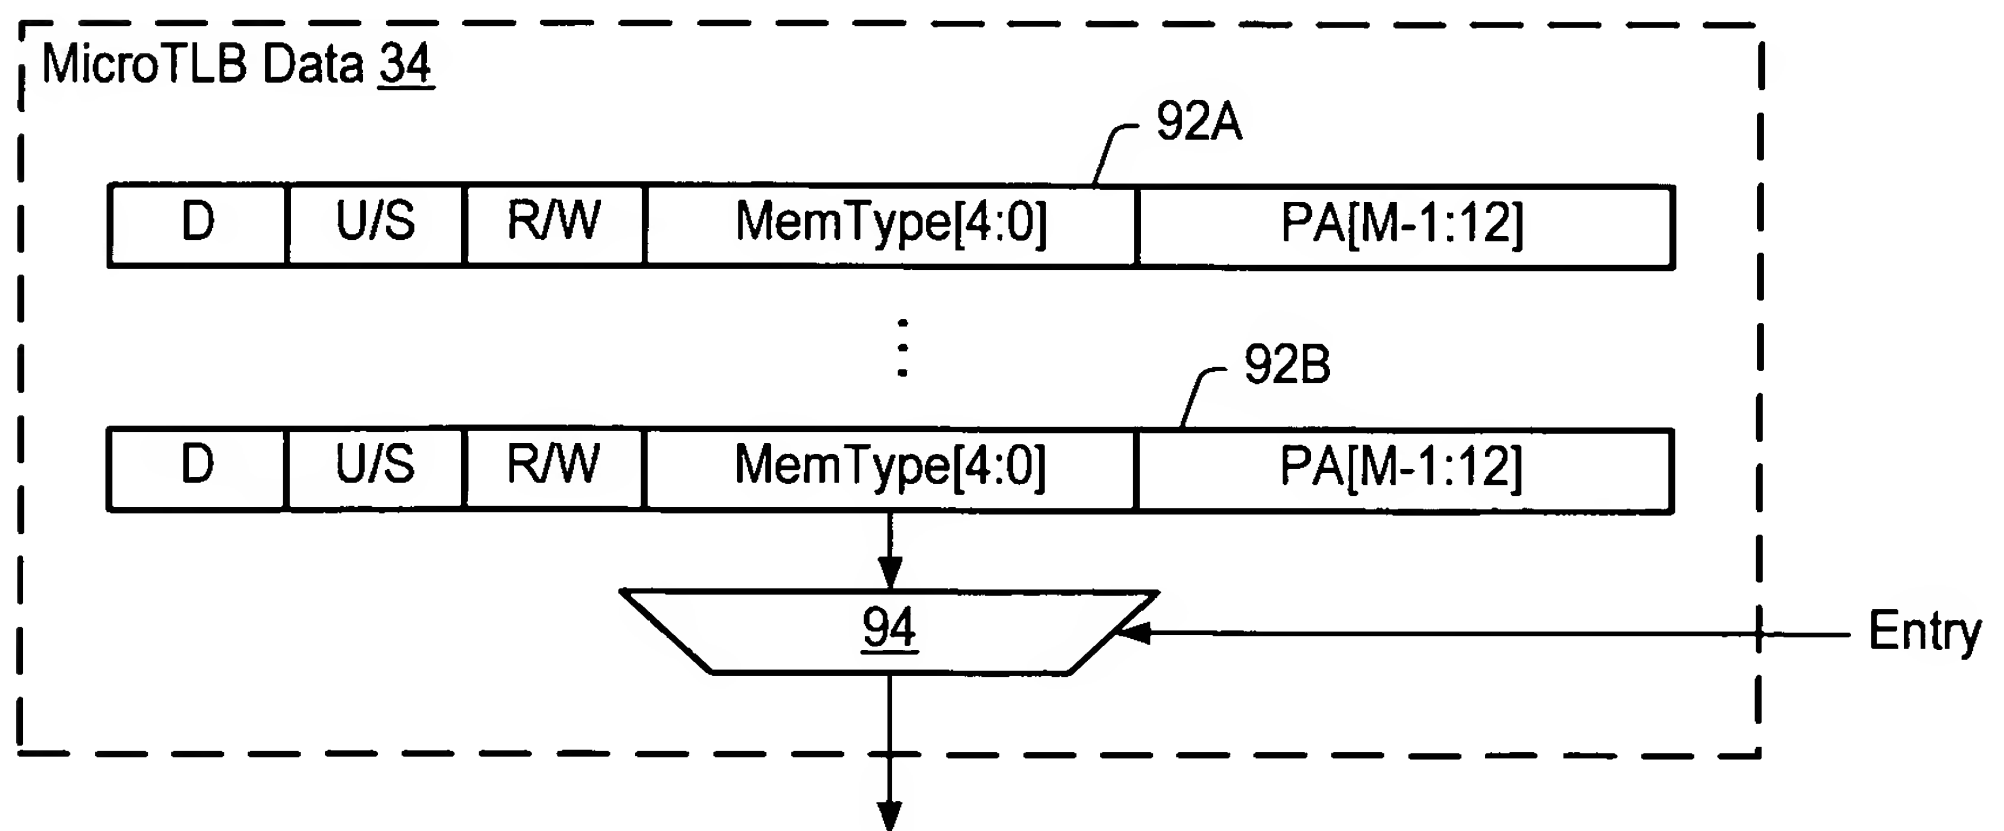 MicroTLB Data 34
92A
D U/S R/W MemType[4:0] PA[M-1:12]
92B
D U/S R/W MemType[4:0] PA[M-1:12]
94
Entry